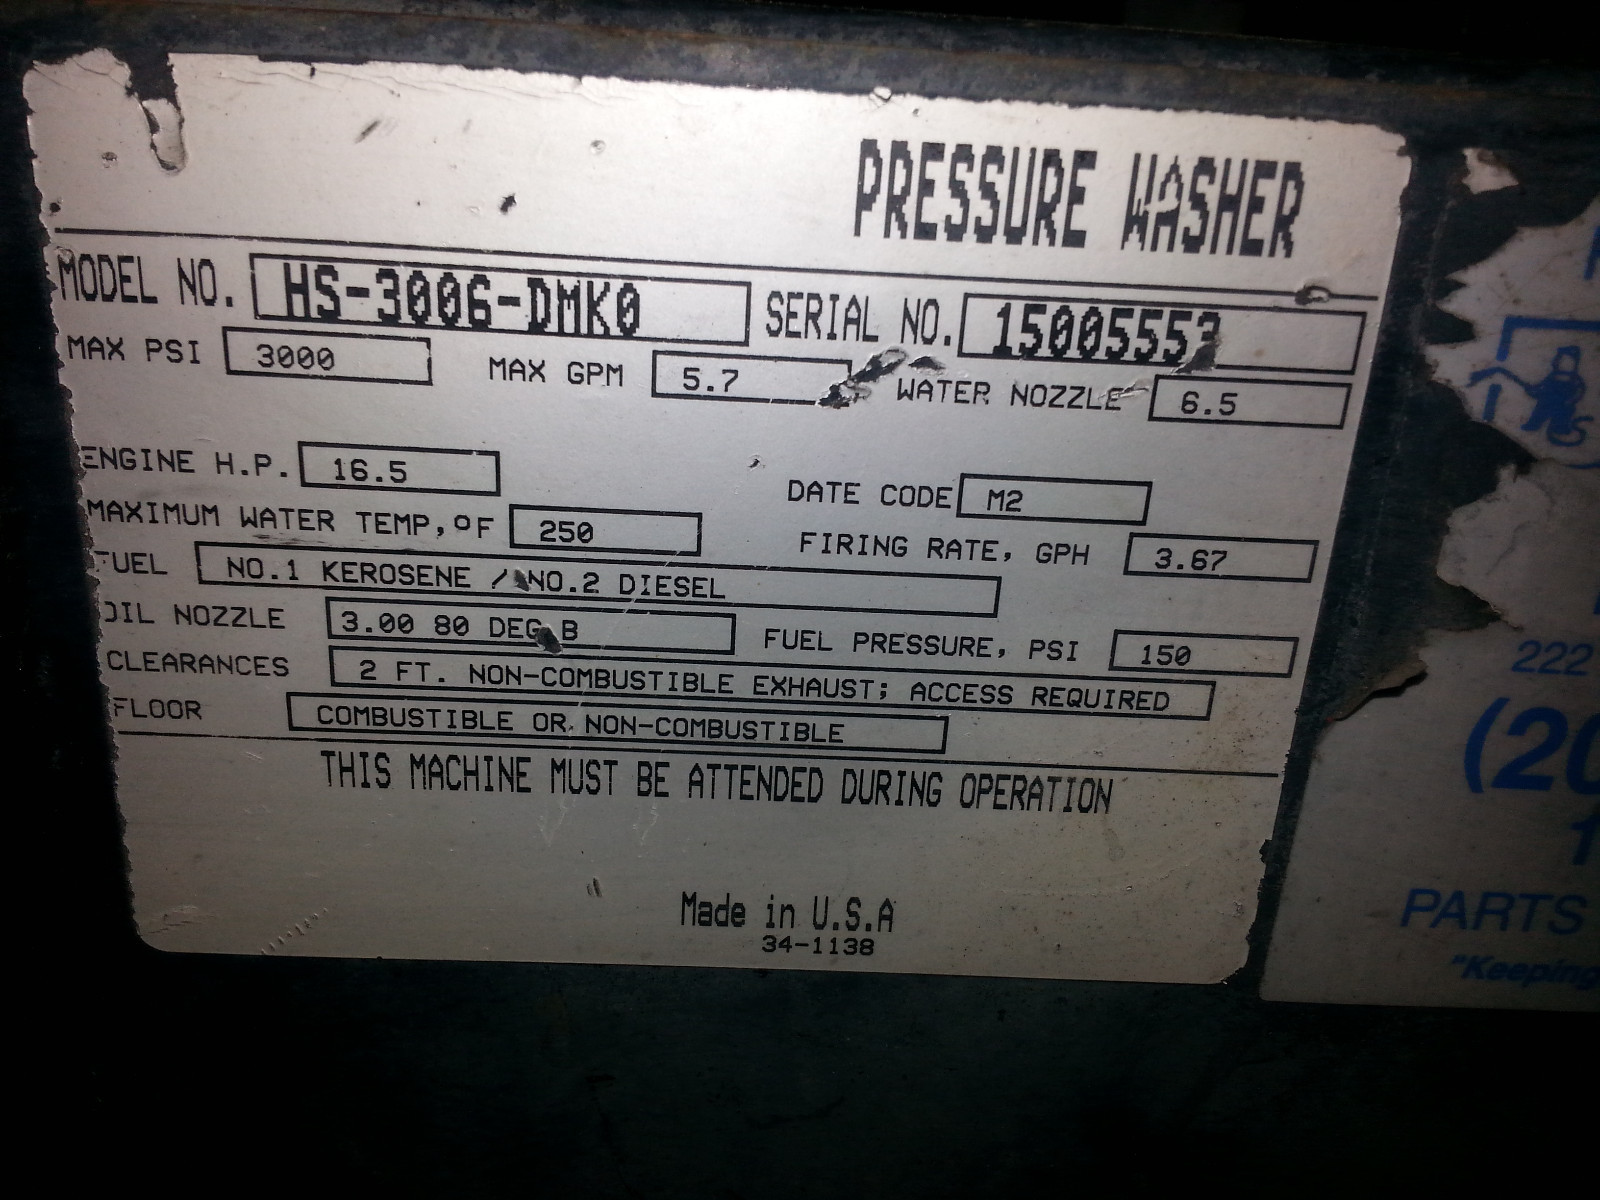 PRESSURE WASHER
MODEL NO. HS-3006-DMK0 SERIAL NO.
MAX PSI 3000 MAX GPM 5.7 WATER NOZZLE 6.5
ENGINE H.P. 16.5 DATE CODE M2
MAXIMUM WATER TEMP, ºF 250 FIRING RATE, GPH 3.67
FUEL NO.1 KEROSENE / NO.2 DIESEL
OIL NOZZLE 3.00 80 DEG B FUEL PRESSURE, PSI 150
CLEARANCES 2 FT. NON-COMBUSTIBLE EXHAUST; ACCESS REQUIRED
FLOOR COMBUSTIBLE OR NON-COMBUSTIBLE
THIS MACHINE MUST BE ATTENDED DURING OPERATION
Made in U.S.A
34-1138
222
(20
PARTS
"Keeping